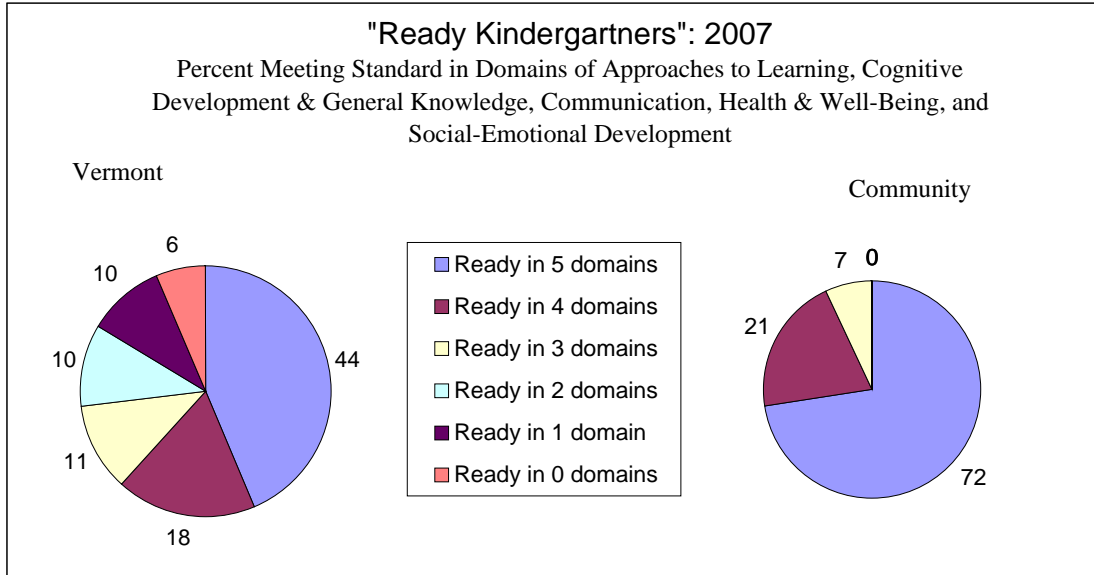 "Ready Kindergartners": 2007
Percent Meeting Standard in Domains of Approaches to Learning, Cognitive
Development & General Knowledge, Communication, Health & Well-Being, and
Social-Emotional Development
Vermont
44
18
11
10
10
6
Ready in 5 domains
Ready in 4 domains
Ready in 3 domains
Ready in 2 domains
Ready in 1 domain
Ready in 0 domains
Community
72
21
7
0